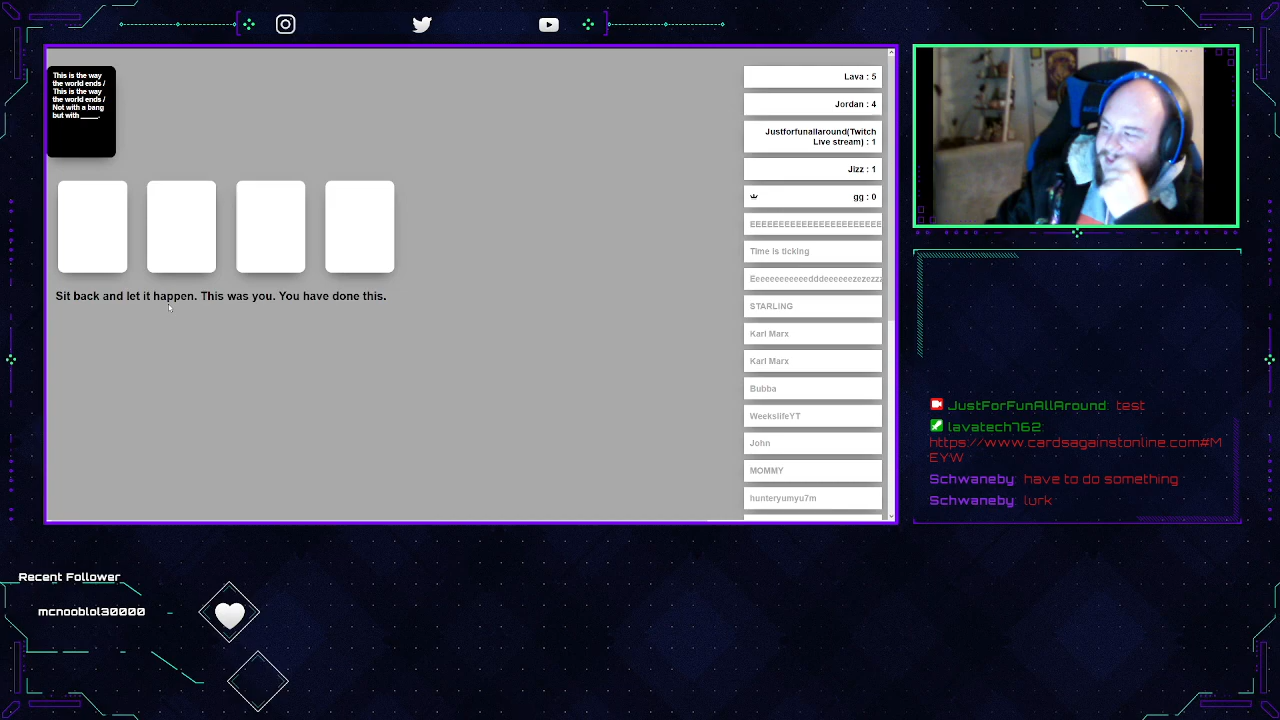 This is the way
the world ends /
This is the way
the world ends /
Not with a bang
but with _____.
Sit back and let it happen. This was you. You have done this.
Lava : 5
Jordan : 4
Justforfunallaround(Twitch
Live stream) : 1
Jizz : 1
gg : 0
EEEEEEEEEEEEEEEEEEEEEEE
Time is ticking
Eeeeeeeeeeeedddeeeeeezezezzz
STARLING
Karl Marx
Karl Marx
Bubba
WeekslifeYT
John
MOMMY
hunteryumyu7m
JustForFunAllAround: test
lavatech762:
https://www.cardsagainstonline.com#M
EYW
Schwaneby: have to do something
Schwaneby: lurk
Recent Follower
mcnooblol30000